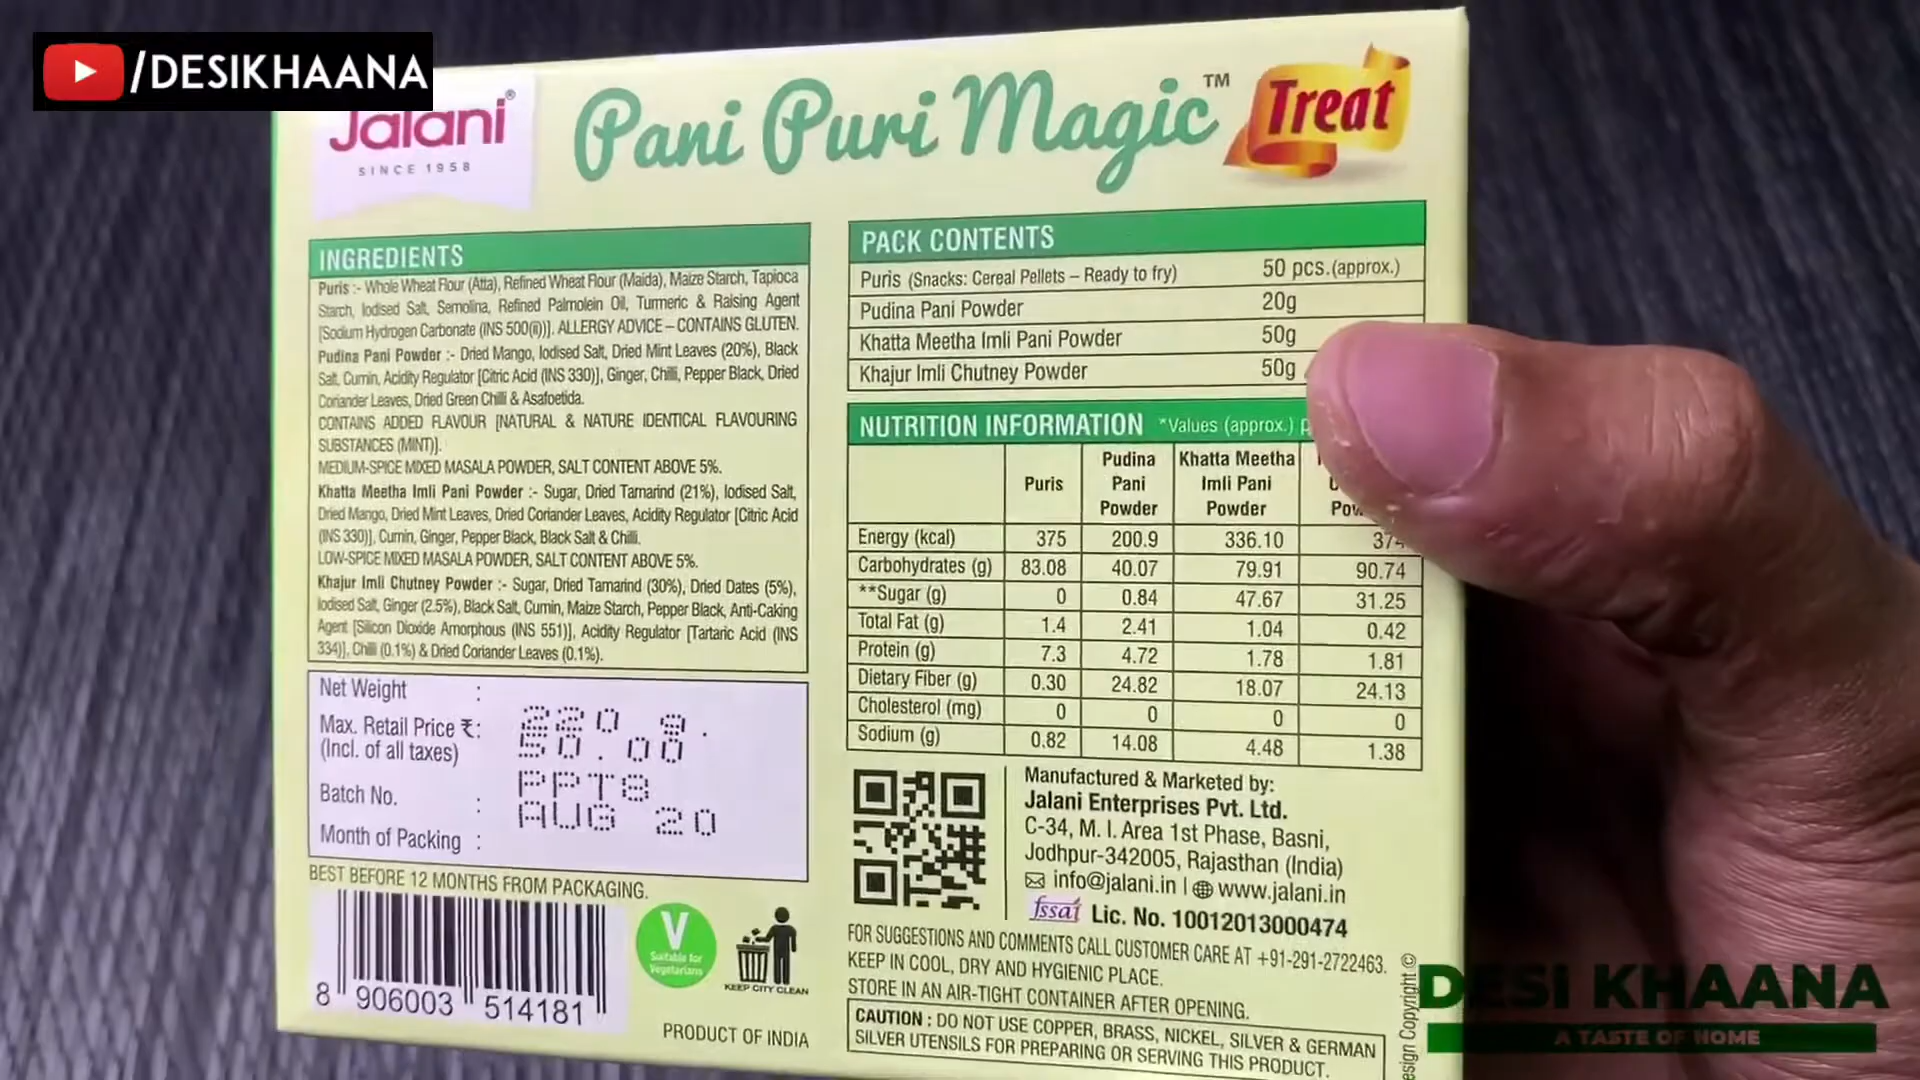 /DESIKHAANA
Jalani®
SINCE 1958
Pani Puri Magic™ Treat
INGREDIENTS
Puris :- Whole Wheat Flour (Atta), Refined Wheat Flour (Maida), Maize Starch, Tapioca
Starch, Iodised Salt, Semolina, Refined Palmolein Oil, Turmeric & Raising Agent
[Sodium Hydrogen Carbonate (INS 500(ii))]. ALLERGY ADVICE – CONTAINS GLUTEN.
Pudina Pani Powder :- Dried Mango, Iodised Salt, Dried Mint Leaves (20%), Black
Salt, Cumin, Acidity Regulator [Citric Acid (INS 330)], Ginger, Chilli, Pepper Black, Dried
Coriander Leaves, Dried Green Chilli & Asafoetida.
CONTAINS ADDED FLAVOUR [NATURAL & NATURE IDENTICAL FLAVOURING
SUBSTANCES (MINT)].
MEDIUM-SPICE MIXED MASALA POWDER, SALT CONTENT ABOVE 5%.
Khatta Meetha Imli Pani Powder :- Sugar, Dried Tamarind (21%), Iodised Salt,
Dried Mango, Dried Mint Leaves, Dried Coriander Leaves, Acidity Regulator [Citric Acid
(INS 330)], Cumin, Ginger, Pepper Black, Black Salt & Chilli.
LOW-SPICE MIXED MASALA POWDER, SALT CONTENT ABOVE 5%.
Khajur Imli Chutney Powder :- Sugar, Dried Tamarind (30%), Dried Dates (5%),
Iodised Salt, Ginger (2.5%), Black Salt, Cumin, Maize Starch, Pepper Black, Anti-Caking
Agent [Silicon Dioxide Amorphous (INS 551)], Acidity Regulator [Tartaric Acid (INS
334)], Chilli (0.1%) & Dried Coriander Leaves (0.1%).
Net Weight : 220 g.
Max. Retail Price ₹: 50.00
(Incl. of all taxes)
Batch No. : PPT8
Month of Packing : AUG 20
BEST BEFORE 12 MONTHS FROM PACKAGING.
8 906003 514181
V
Suitable for
Vegetarians
KEEP CITY CLEAN
PRODUCT OF INDIA
PACK CONTENTS
Puris (Snacks: Cereal Pellets – Ready to fry) 50 pcs.(approx.)
Pudina Pani Powder 20g
Khatta Meetha Imli Pani Powder 50g
Khajur Imli Chutney Powder 50g
NUTRITION INFORMATION *Values (approx.)
Puris Pudina Pani Powder Khatta Meetha Imli Pani Powder
Energy (kcal) 375 200.9 336.10
Carbohydrates (g) 83.08 40.07 79.91 90.74
**Sugar (g) 0 0.84 47.67 31.25
Total Fat (g) 1.4 2.41 1.04 0.42
Protein (g) 7.3 4.72 1.78 1.81
Dietary Fiber (g) 0.30 24.82 18.07 24.13
Cholesterol (mg) 0 0 0 0
Sodium (g) 0.82 14.08 4.48 1.38
Manufactured & Marketed by:
Jalani Enterprises Pvt. Ltd.
C-34, M. I. Area 1st Phase, Basni,
Jodhpur-342005, Rajasthan (India)
info@jalani.in | www.jalani.in
fssai Lic. No. 10012013000474
FOR SUGGESTIONS AND COMMENTS CALL CUSTOMER CARE AT +91-291-2722463.
KEEP IN COOL, DRY AND HYGIENIC PLACE.
STORE IN AN AIR-TIGHT CONTAINER AFTER OPENING.
CAUTION : DO NOT USE COPPER, BRASS, NICKEL, SILVER & GERMAN
SILVER UTENSILS FOR PREPARING OR SERVING THIS PRODUCT.
Copyright ©
DESI KHAANA
A TASTE OF HOME